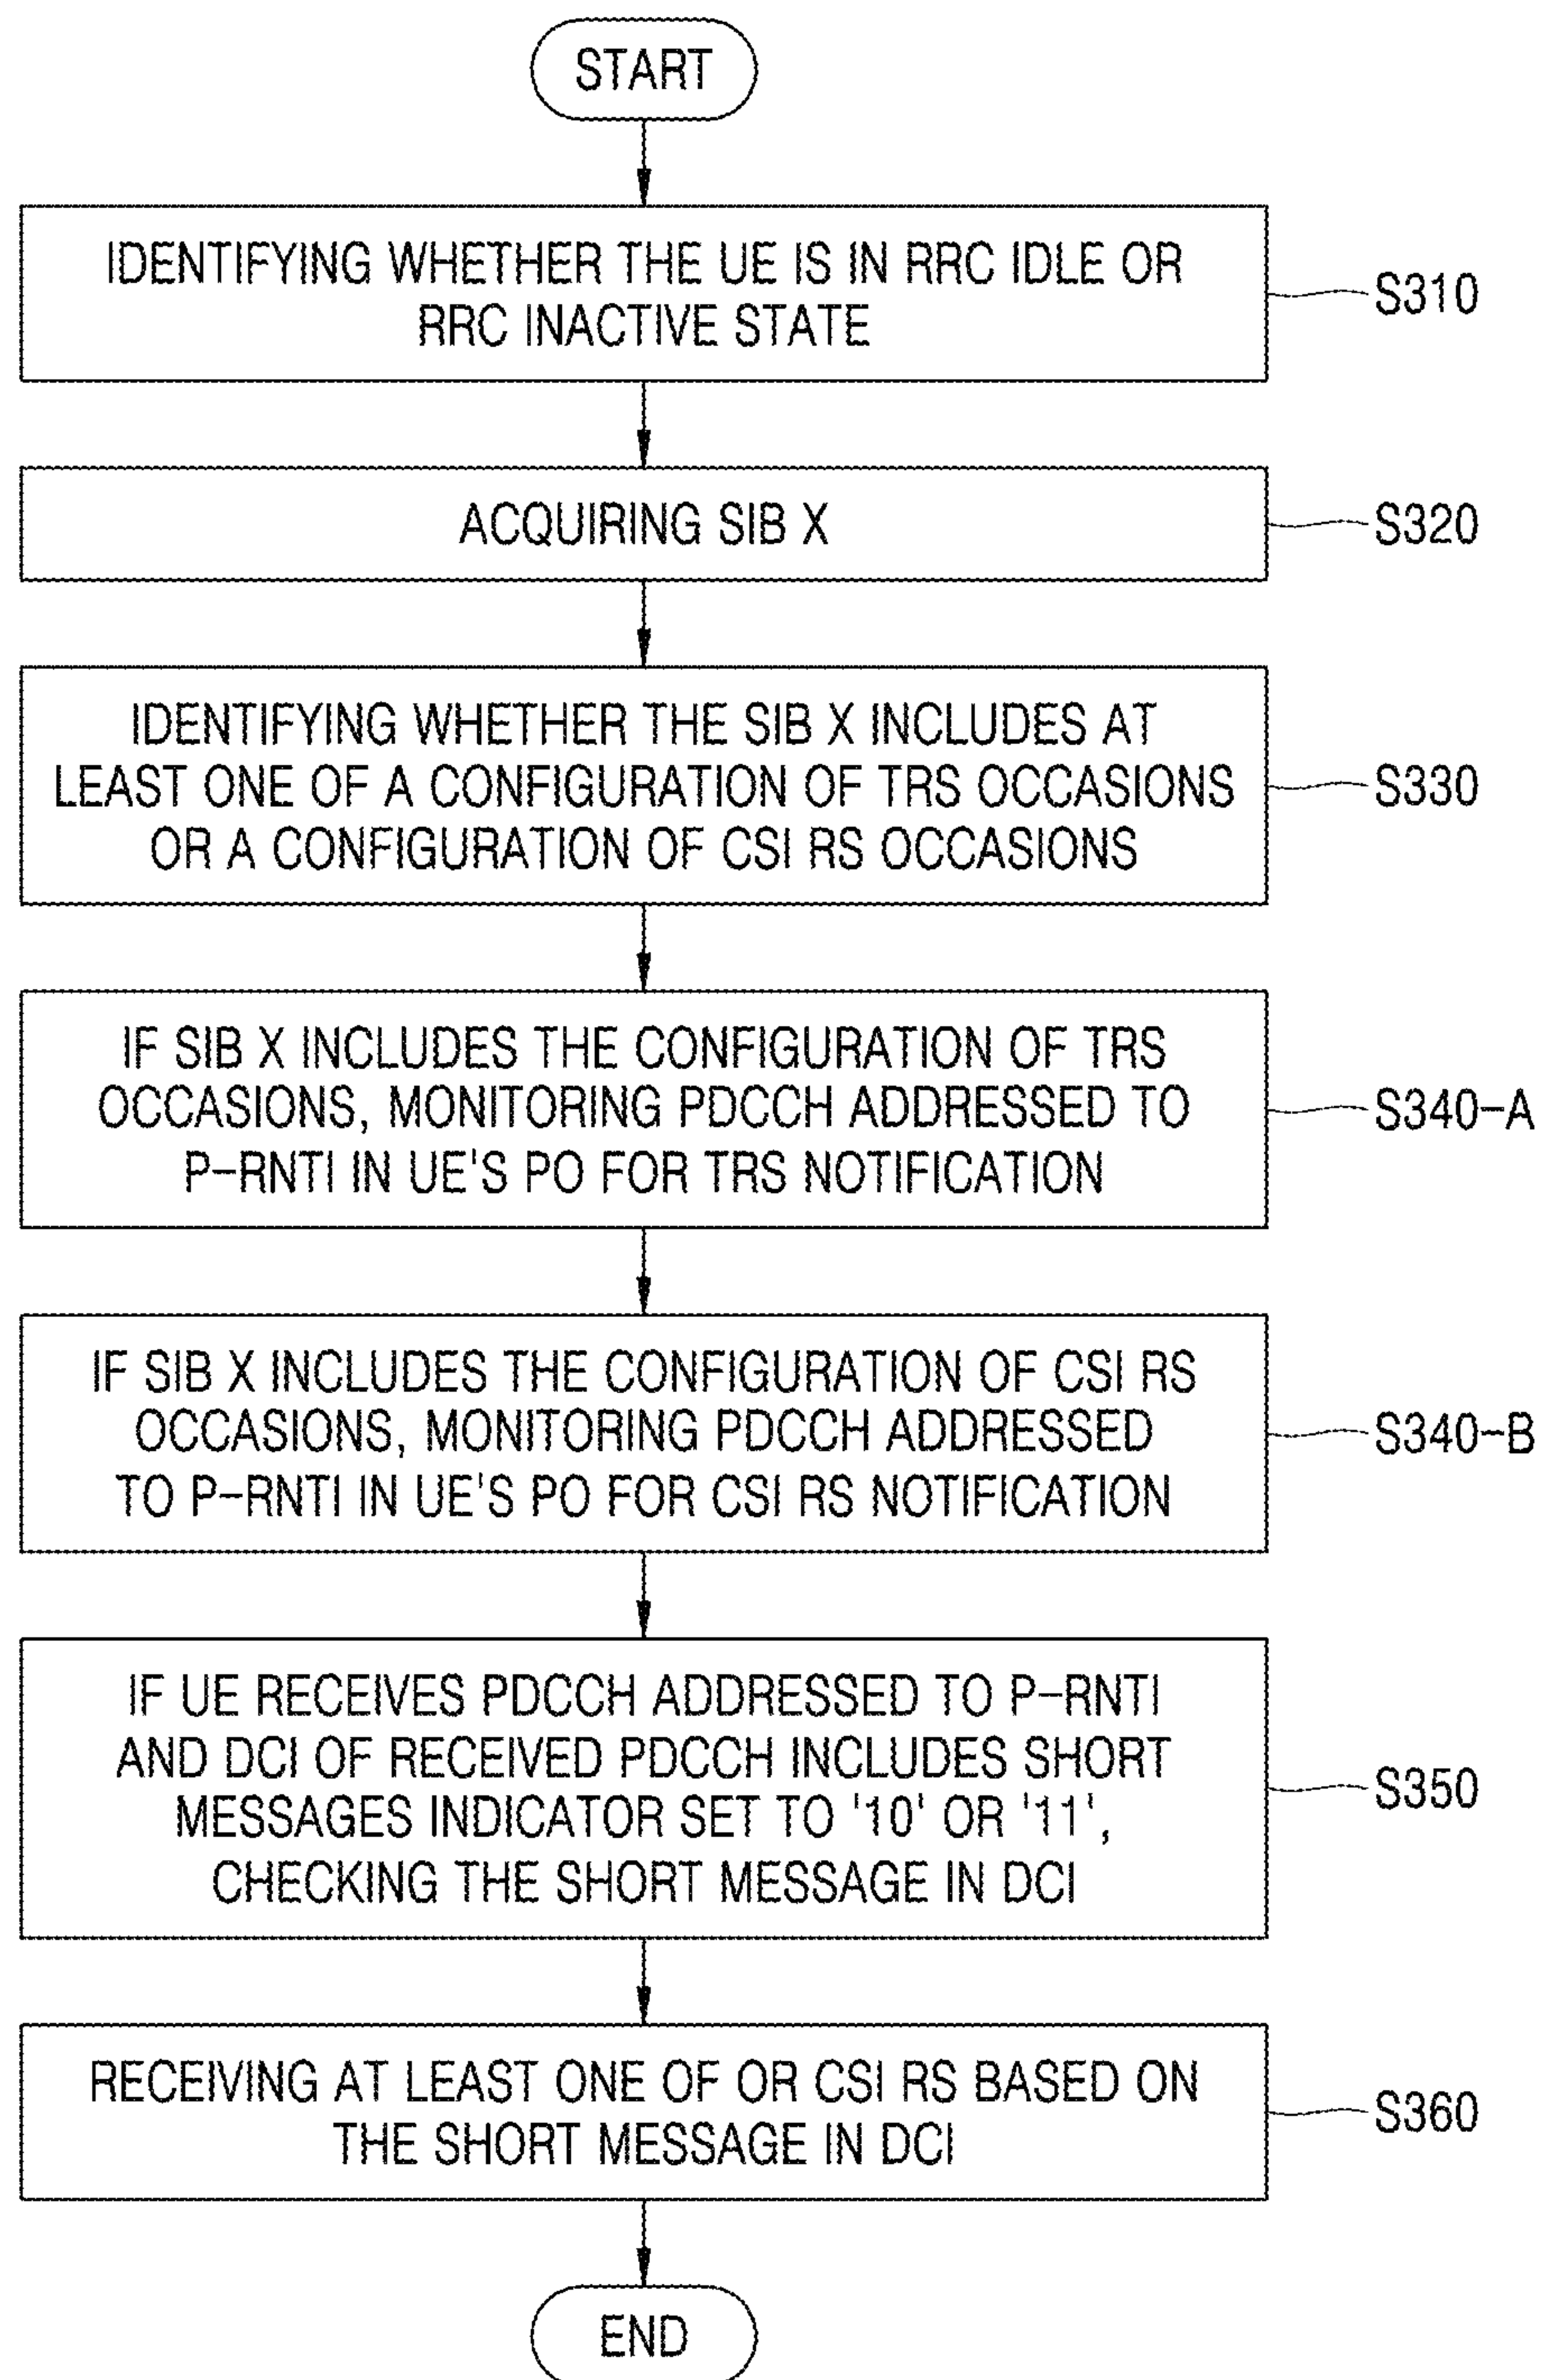 START
IDENTIFYING WHETHER THE UE IS IN RRC IDLE OR
RRC INACTIVE STATE
S310
ACQUIRING SIB X
S320
IDENTIFYING WHETHER THE SIB X INCLUDES AT
LEAST ONE OF A CONFIGURATION OF TRS OCCASIONS
OR A CONFIGURATION OF CSI RS OCCASIONS
S330
IF SIB X INCLUDES THE CONFIGURATION OF TRS
OCCASIONS, MONITORING PDCCH ADDRESSED TO
P-RNTI IN UE'S PO FOR TRS NOTIFICATION
S340-A
IF SIB X INCLUDES THE CONFIGURATION OF CSI RS
OCCASIONS, MONITORING PDCCH ADDRESSED
TO P-RNTI IN UE'S PO FOR CSI RS NOTIFICATION
S340-B
IF UE RECEIVES PDCCH ADDRESSED TO P-RNTI
AND DCI OF RECEIVED PDCCH INCLUDES SHORT
MESSAGES INDICATOR SET TO '10' OR '11',
CHECKING THE SHORT MESSAGE IN DCI
S350
RECEIVING AT LEAST ONE OF OR CSI RS BASED ON
THE SHORT MESSAGE IN DCI
S360
END